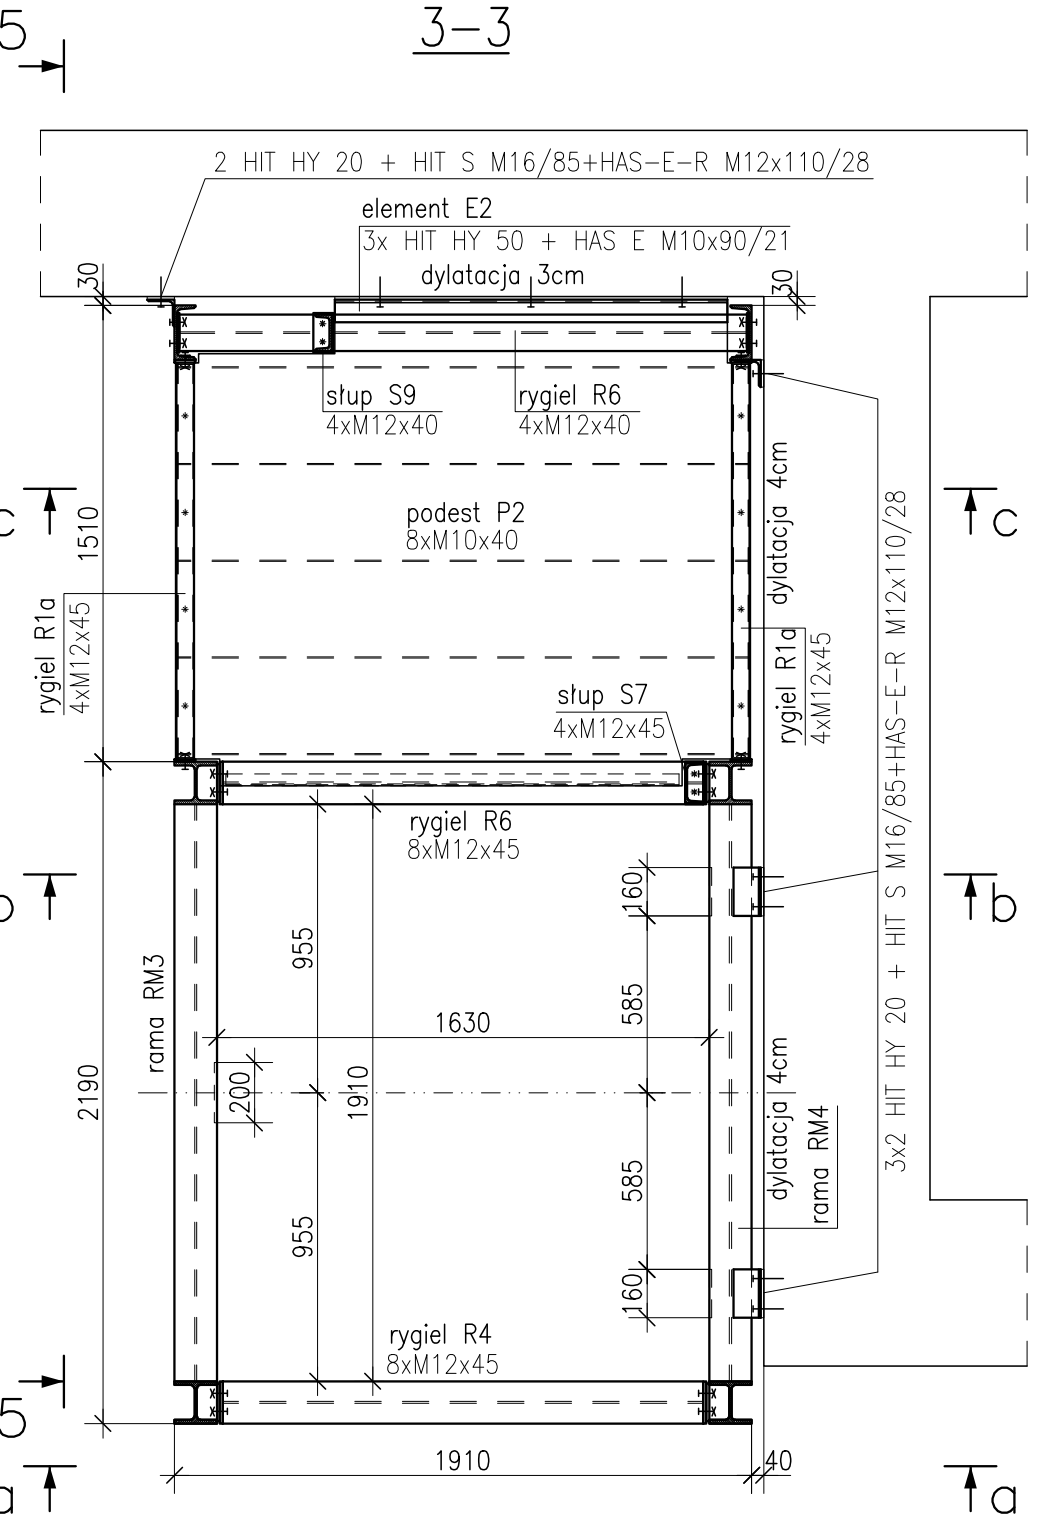 5
3-3
2 HIT HY 20 + HIT S M16/85+HAS-E-R M12x110/28
element E2
3x HIT HY 50 + HAS E M10x90/21
dylatacja 3cm
30
30
słup S9
4xM12x40
rygiel R6
4xM12x40
podest P2
8xM10x40
dylatacja 4cm
c
c
1510
rygiel R1a
4xM12x45
rygiel R1a
4xM12x45
3x2 HIT HY 20 + HIT S M16/85+HAS-E-R M12x110/28
słup S7
4xM12x45
rygiel R6
8xM12x45
b
b
160
955
585
rama RM3
1630
2190
200
1910
dylatacja 4cm
rama RM4
585
955
160
rygiel R4
8xM12x45
5
1910
40
a
a